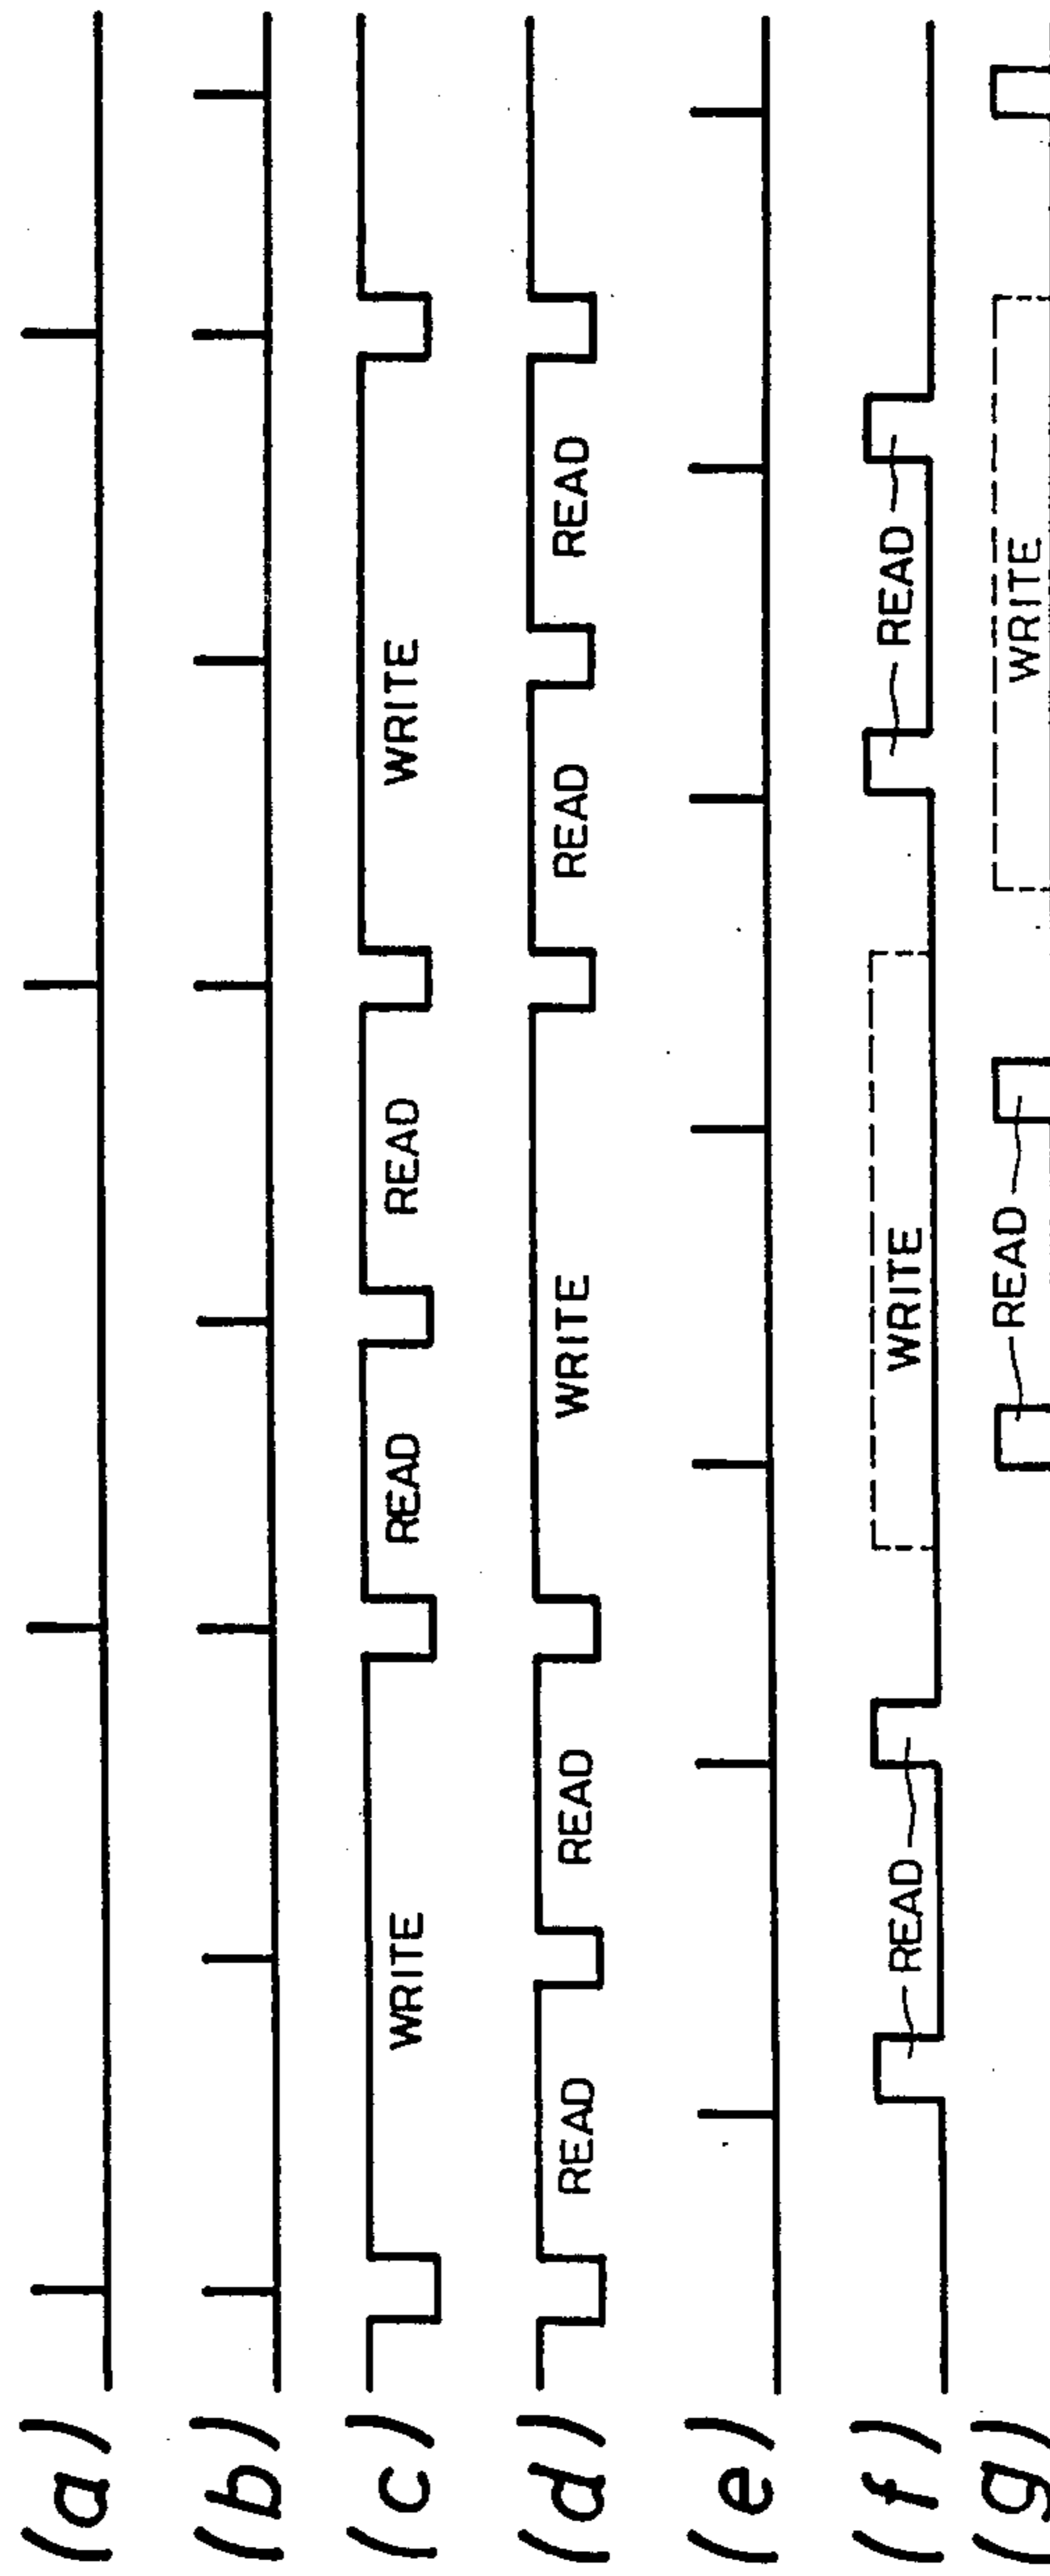 (a)
(b)
(c) WRITE READ READ WRITE
(d) READ READ WRITE READ READ
(e)
(f) READ WRITE READ
(g) READ WRITE